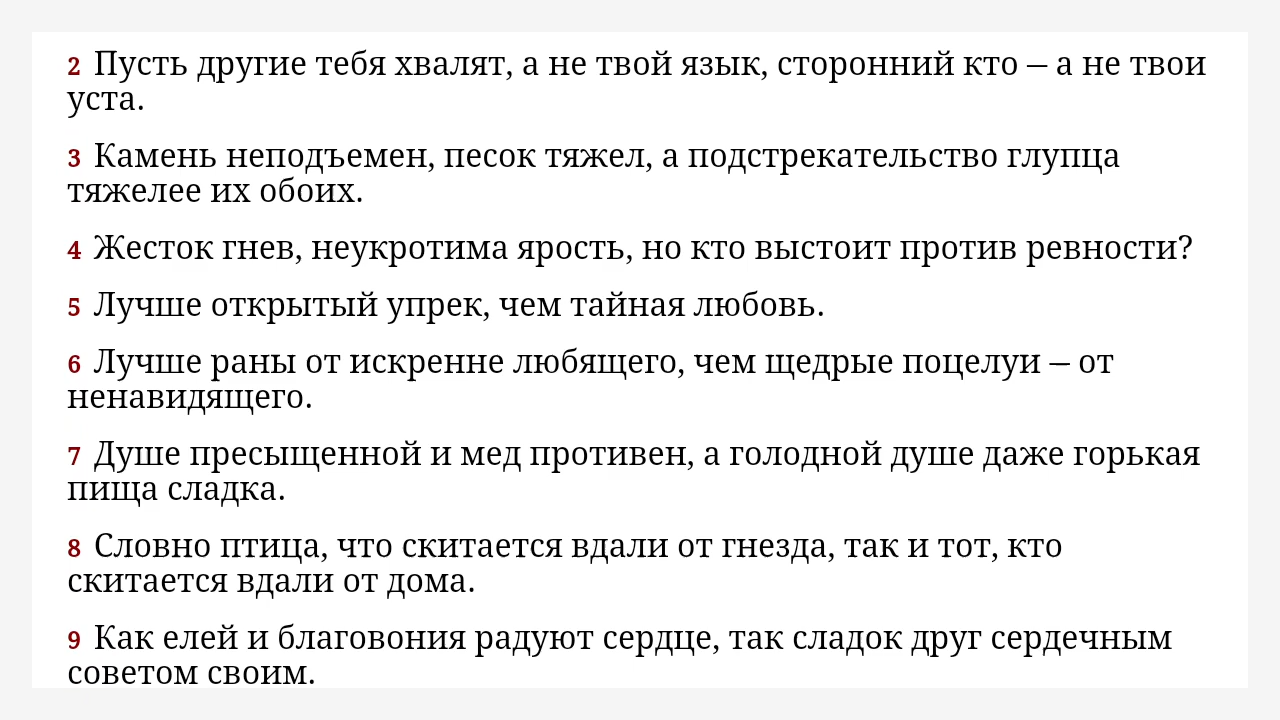 2 Пусть другие тебя хвалят, а не твой язык, сторонний кто – а не твои
уста.
3 Камень неподъемен, песок тяжел, а подстрекательство глупца
тяжелее их обоих.
4 Жесток гнев, неукротима ярость, но кто выстоит против ревности?
5 Лучше открытый упрек, чем тайная любовь.
6 Лучше раны от искренне любящего, чем щедрые поцелуи – от
ненавидящего.
7 Душе пресыщенной и мед противен, а голодной душе даже горькая
пища сладка.
8 Словно птица, что скитается вдали от гнезда, так и тот, кто
скитается вдали от дома.
9 Как елей и благовония радуют сердце, так сладок друг сердечным
советом своим.